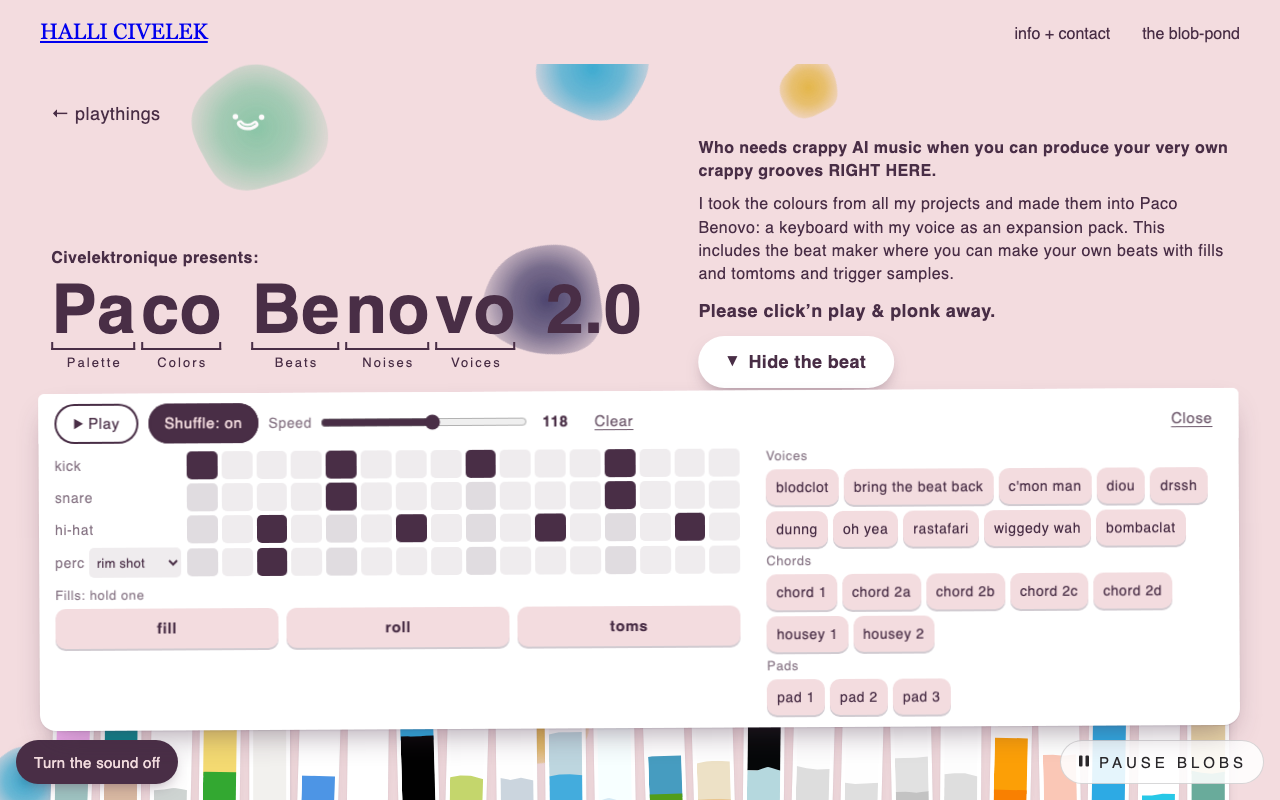 HALLI CIVELEK
info + contact
the blob-pond
← playthings
Civelektronique presents:
Paco Benovo 2.0
Palette Colors Beats Noises Voices
Who needs crappy AI music when you can produce your very own
crappy grooves RIGHT HERE.
I took the colours from all my projects and made them into Paco
Benovo: a keyboard with my voice as an expansion pack. This
includes the beat maker where you can make your own beats with fills
and tomtoms and trigger samples.
Please click’n play & plonk away.
▼ Hide the beat
▶ Play
Shuffle: on
Speed
118
Clear
Close
kick
snare
hi-hat
perc rim shot
Fills: hold one
fill
roll
toms
Voices
blodclot bring the beat back c'mon man diou drssh
dunng oh yea rastafari wiggedy wah bombaclat
Chords
chord 1 chord 2a chord 2b chord 2c chord 2d
housey 1 housey 2
Pads
pad 1 pad 2 pad 3
Turn the sound off
PAUSE BLOBS